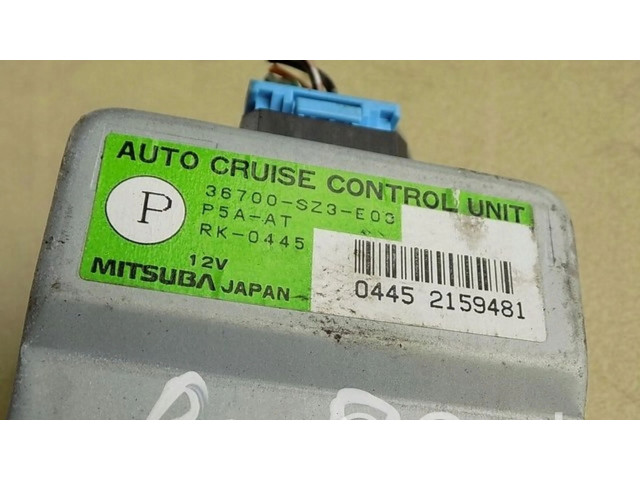 AUTO CRUISE CONTROL UNIT
P
36700-SZ3-E03
P5A-AT
RK-0445
12V
MITSUBA JAPAN
0445 2159481